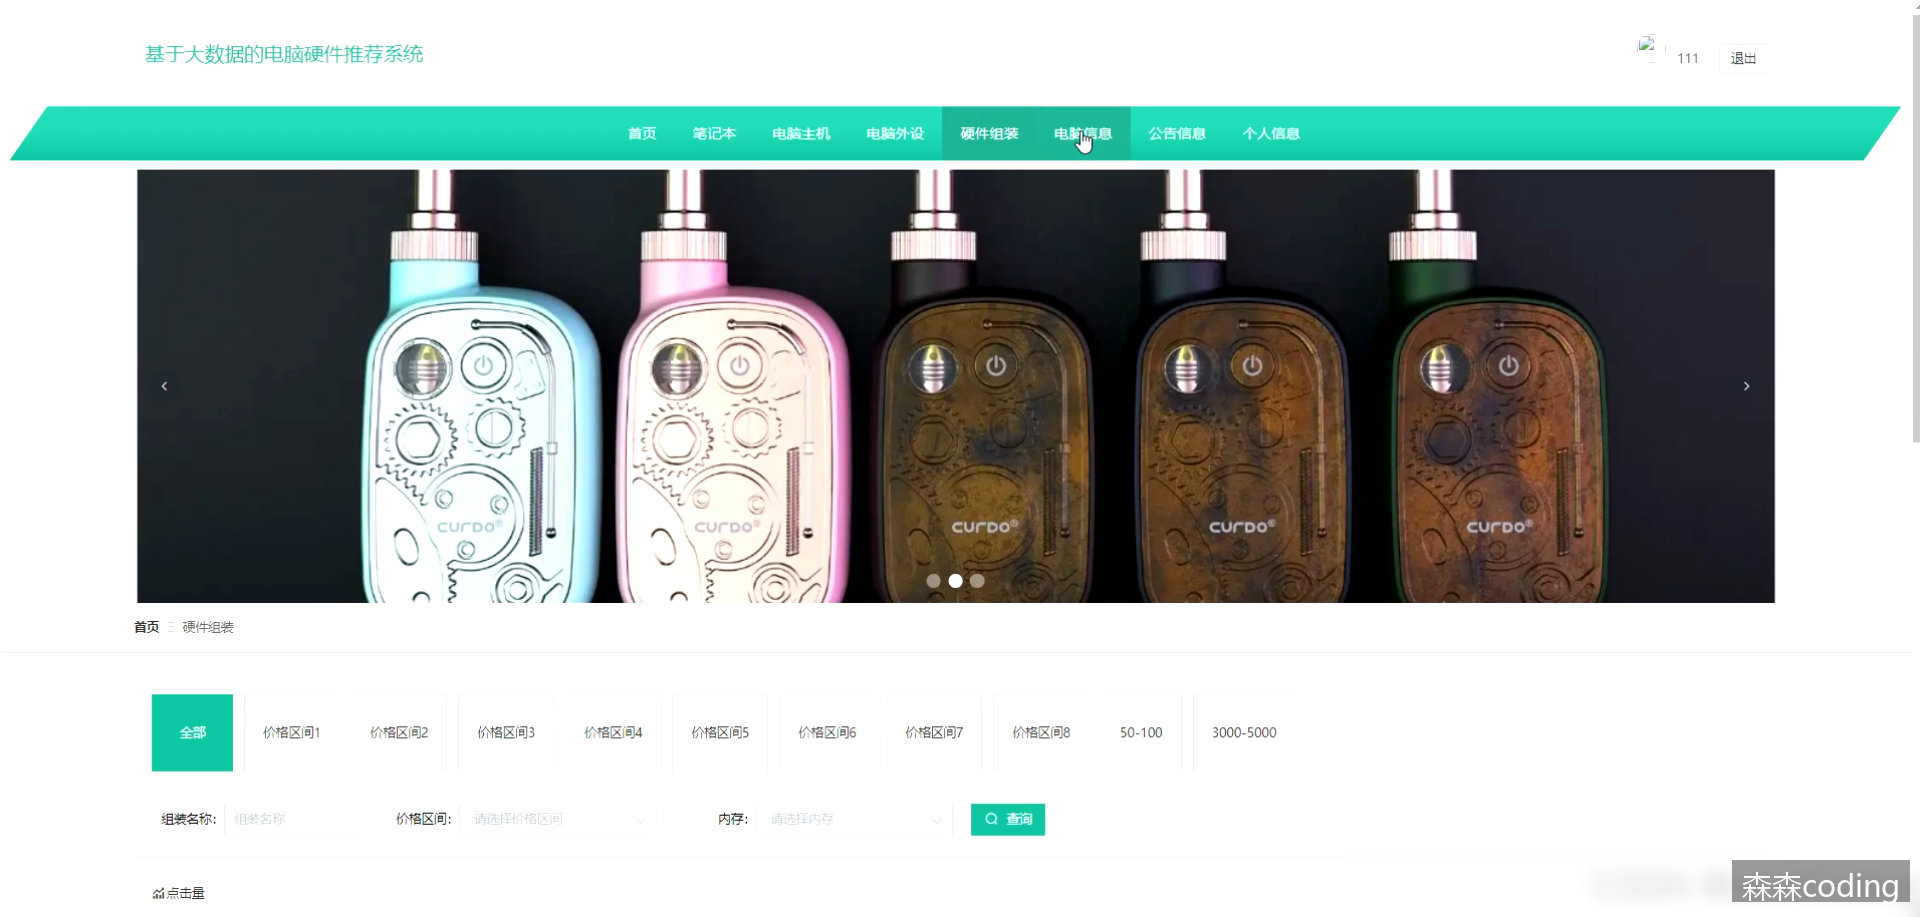 基于大数据的电脑硬件推荐系统
111 退出
首页 笔记本 电脑主机 电脑外设 硬件组装 电脑信息 公告信息 个人信息
curdo® curdo® curdo® curdo® curdo®
首页 硬件组装
全部 价格区间1 价格区间2 价格区间3 价格区间4 价格区间5 价格区间6 价格区间7 价格区间8 50-100 3000-5000
组装名称: 组装名称 价格区间: 请选择价格区间 内存: 请选择内存 查询
点击量
森森coding